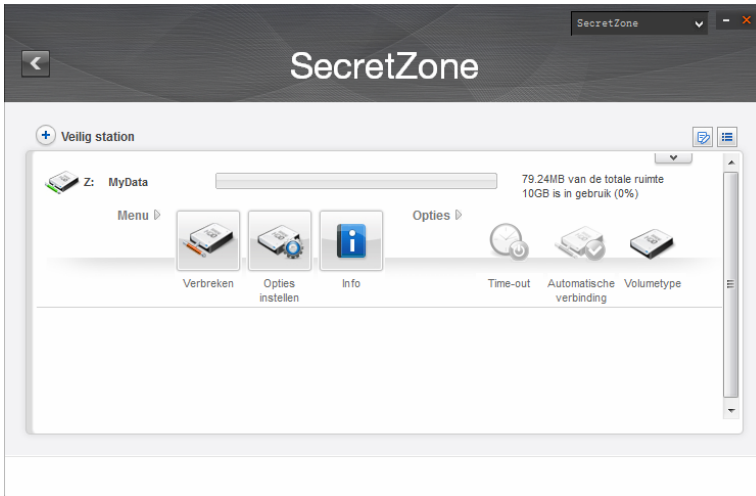 SecretZone
SecretZone
Veilig station
Z: MyData
79.24MB van de totale ruimte
10GB is in gebruik (0%)
Menu
Opties
Verbreken
Opties
instellen
Info
Time-out
Automatische
verbinding
Volumetype